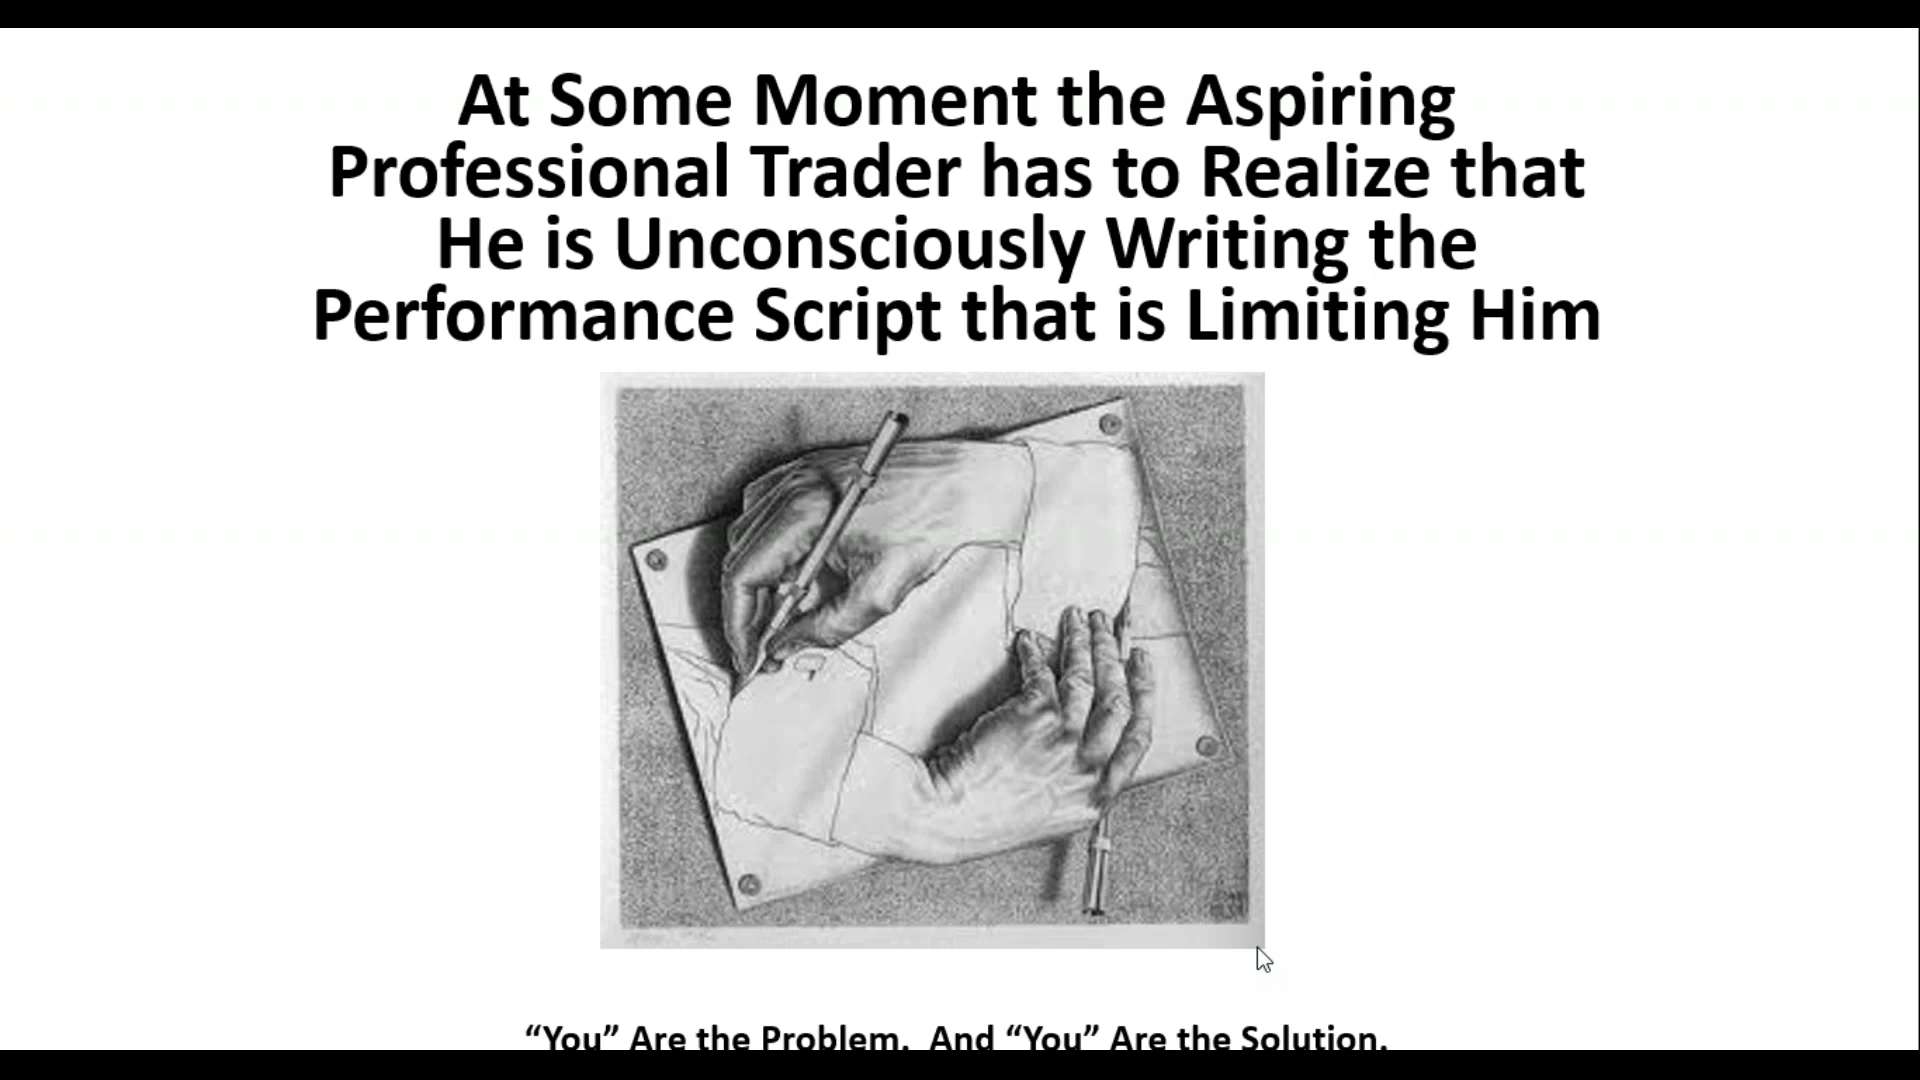 At Some Moment the Aspiring
Professional Trader has to Realize that
He is Unconsciously Writing the
Performance Script that is Limiting Him
“You” Are the Problem.  And “You” Are the Solution.